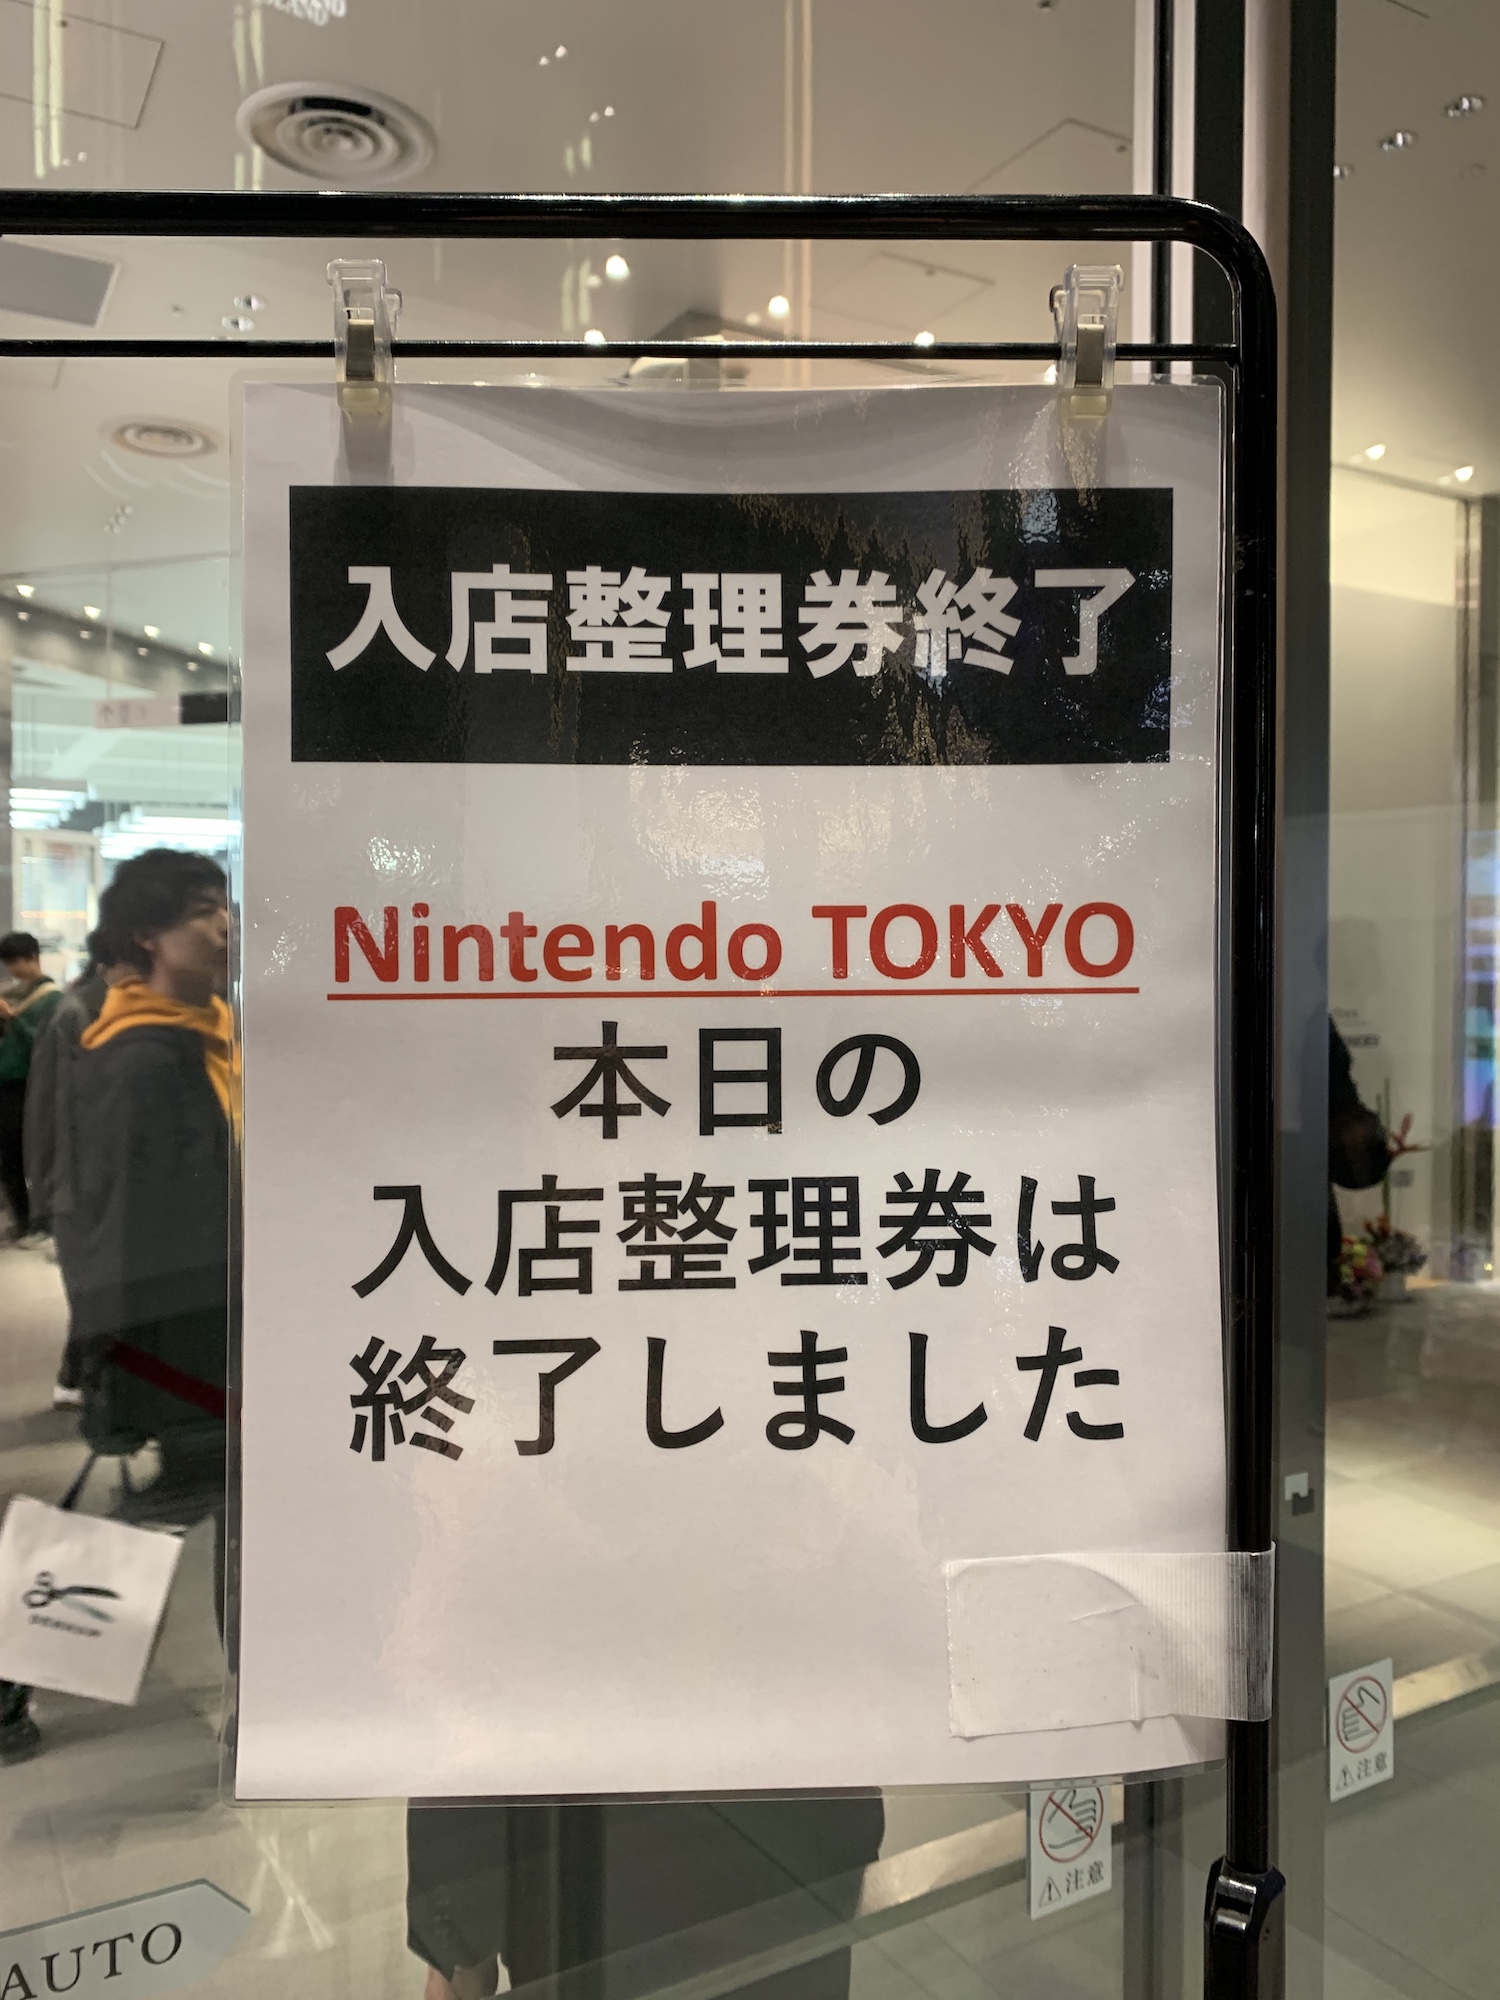 入店整理券終了
Nintendo TOKYO
本日の
入店整理券は
終了しました
注意
注意
AUTO